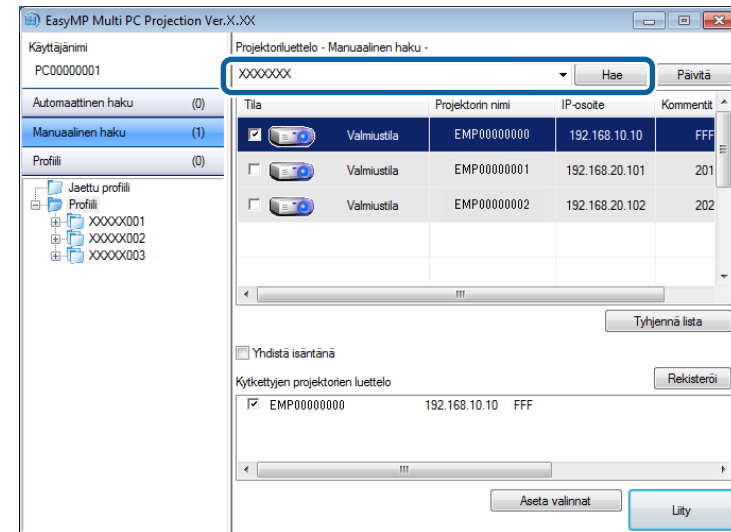 EasyMP Multi PC Projection Ver.X.XX
Käyttäjänimi
PC00000001
Automaattinen haku (0)
Manuaalinen haku (1)
Profiili (0)
Jaettu profiili
Profiili
XXXXX001
XXXXX002
XXXXX003
Projektoriluettelo - Manuaalinen haku -
XXXXXXX Hae Päivitä
Tila Projektorin nimi IP-osoite Kommentit
Valmiustila EMP00000000 192.168.10.10 FFF
Valmiustila EMP00000001 192.168.20.101 201
Valmiustila EMP00000002 192.168.20.102 202
Tyhjennä lista
Yhdistä isäntänä
Kytkettyjen projektorien luettelo Rekisteröi
EMP00000000 192.168.10.10 FFF
Aseta valinnat Liity